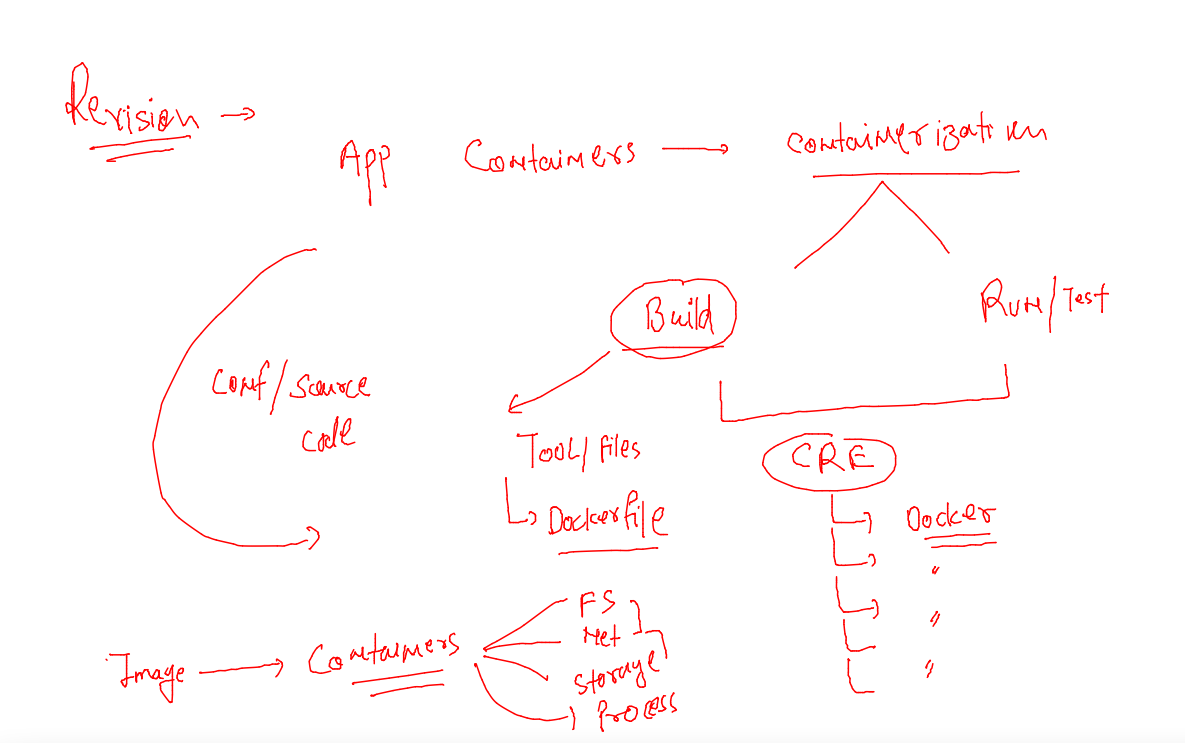 Revision →
App Containers → Containerization
Build
Run/Test
Conf/Source
Code
Tool/files
Dockerfile
CRE
Docker
"
"
"
Image → Containers
FS
Net
Storage
Process